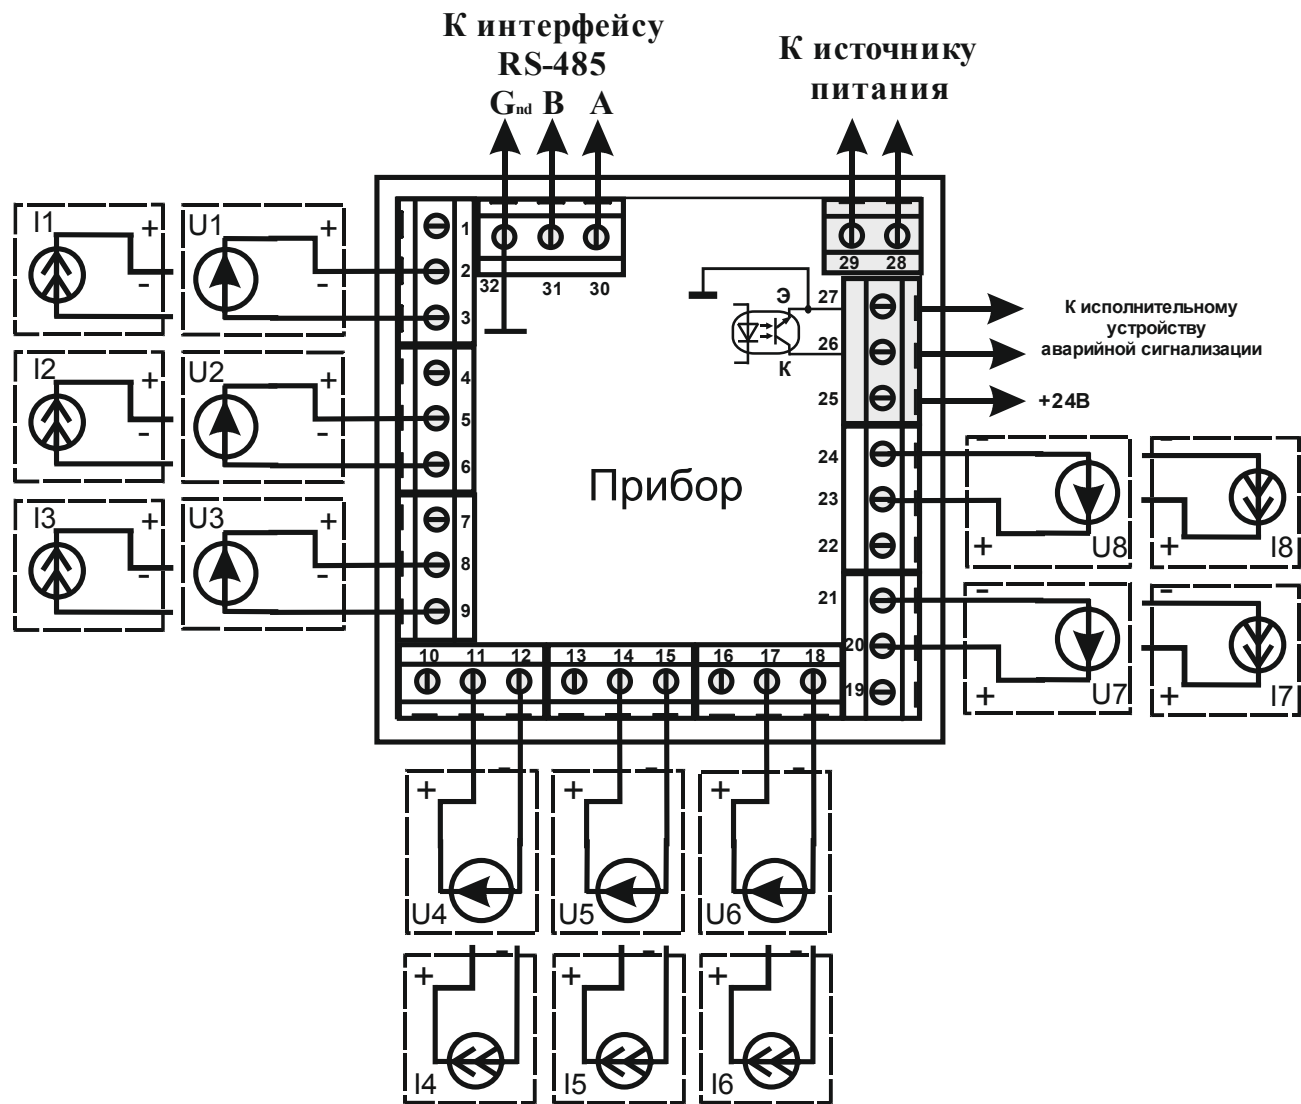 К интерфейсу
RS-485
Gnd B A
К источнику
питания
I1 + -
U1 + -
I2 + -
U2 + -
I3 + -
U3 + -
1
2
3
4
5
6
7
8
9
32 31 30
29 28
27
26
25
24
23
22
21
20
19
Э
К
К исполнительному
устройству
аварийной сигнализации
+24В
Прибор
- + U8
- + I8
- + U7
- + I7
10 11 12 13 14 15 16 17 18
+ - + - + -
U4 U5 U6
+ - + - + -
I4 I5 I6